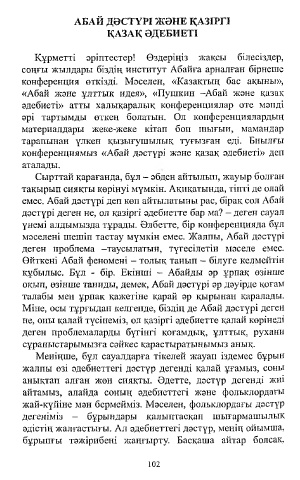 АБАЙ ДӘСТҮРІ ЖӘНЕ ҚАЗІРГІ
ҚАЗАҚ ӘДЕБИЕТІ
Құрметті әріптестер! Өздеріңіз жақсы білесіздер,
соңғы жылдары біздің институт Абайға арналған бірнеше
конференция өткізді. Мәселен, «Қазақтың бас ақыны»,
«Абай және ұлттық идея», «Пушкин –Абай және қазақ
әдебиеті» атты халықаралық конференциялар өте мәнді
әрі тартымды өткен болатын. Ол конференциялардың
материалдары жеке-жеке кітап боп шығып, мамандар
тарапынан үлкен қызығушылық туғызған еді. Биылғы
конференциямыз «Абай дәстүрі және қазақ әдебиеті» деп
аталады.
Сырттай қарағанда, бұл – әбден айтылып, жауыр болған
тақырып сияқты көрінуі мүмкін. Ақиқатында, тіпті де олай
емес. Абай дәстүрі деп көп айтылатыны рас, бірақ сол Абай
дәстүрі деген не, ол қазіргі әдебиетте бар ма? – деген сауал
үнемі алдымызда тұрады. Әлбетте, бір конференцияда бұл
мәселені шешіп тастау мүмкін емес. Жалпы, Абай дәстүрі
деген проблема –таусылатын, түгесілетін мәселе емес.
Өйткені Абай феномені – толық танып – білуге келмейтін
құбылыс. Бұл - бір. Екінші – Абайды әр ұрпақ өзінше
оқып, өзінше таниды, демек, Абай дәстүрі әр дәуірде қоғам
талабы мен ұрпақ қажетіне қарай әр қырынан қаралады.
Міне, осы тұрғыдан келгенде, біздің де Абай дәстүрі деген
не, оны қалай түсінеміз, ол қазіргі әдебиетте қалай көрінеді
деген проблемаларды бүгінгі қоғамдық, ұлттық, рухани
сұраныстарымызға сәйкес қарастыратынымыз анық.
Меніңше, бұл сауалдарға тікелей жауап іздемес бұрын
жалпы өзі әдебиеттегі дәстүр дегенді қалай ұғамыз, соны
анықтап алған жөн сияқты. Әдетте, дәстүр дегенді жиі
айтамыз, алайда соның әдебиеттегі және фольклордағы
жай-күйіне мән бермейміз. Мәселен, фольклордағы дәстүр
дегеніміз – бұрындары қалыптасқан шығармашылық
әдістің жалғастығы. Ал әдебиеттегі дәстүр, менің ойымша,
бұрынғы тәжірибені жаңғырту. Басқаша айтар болсақ,
102